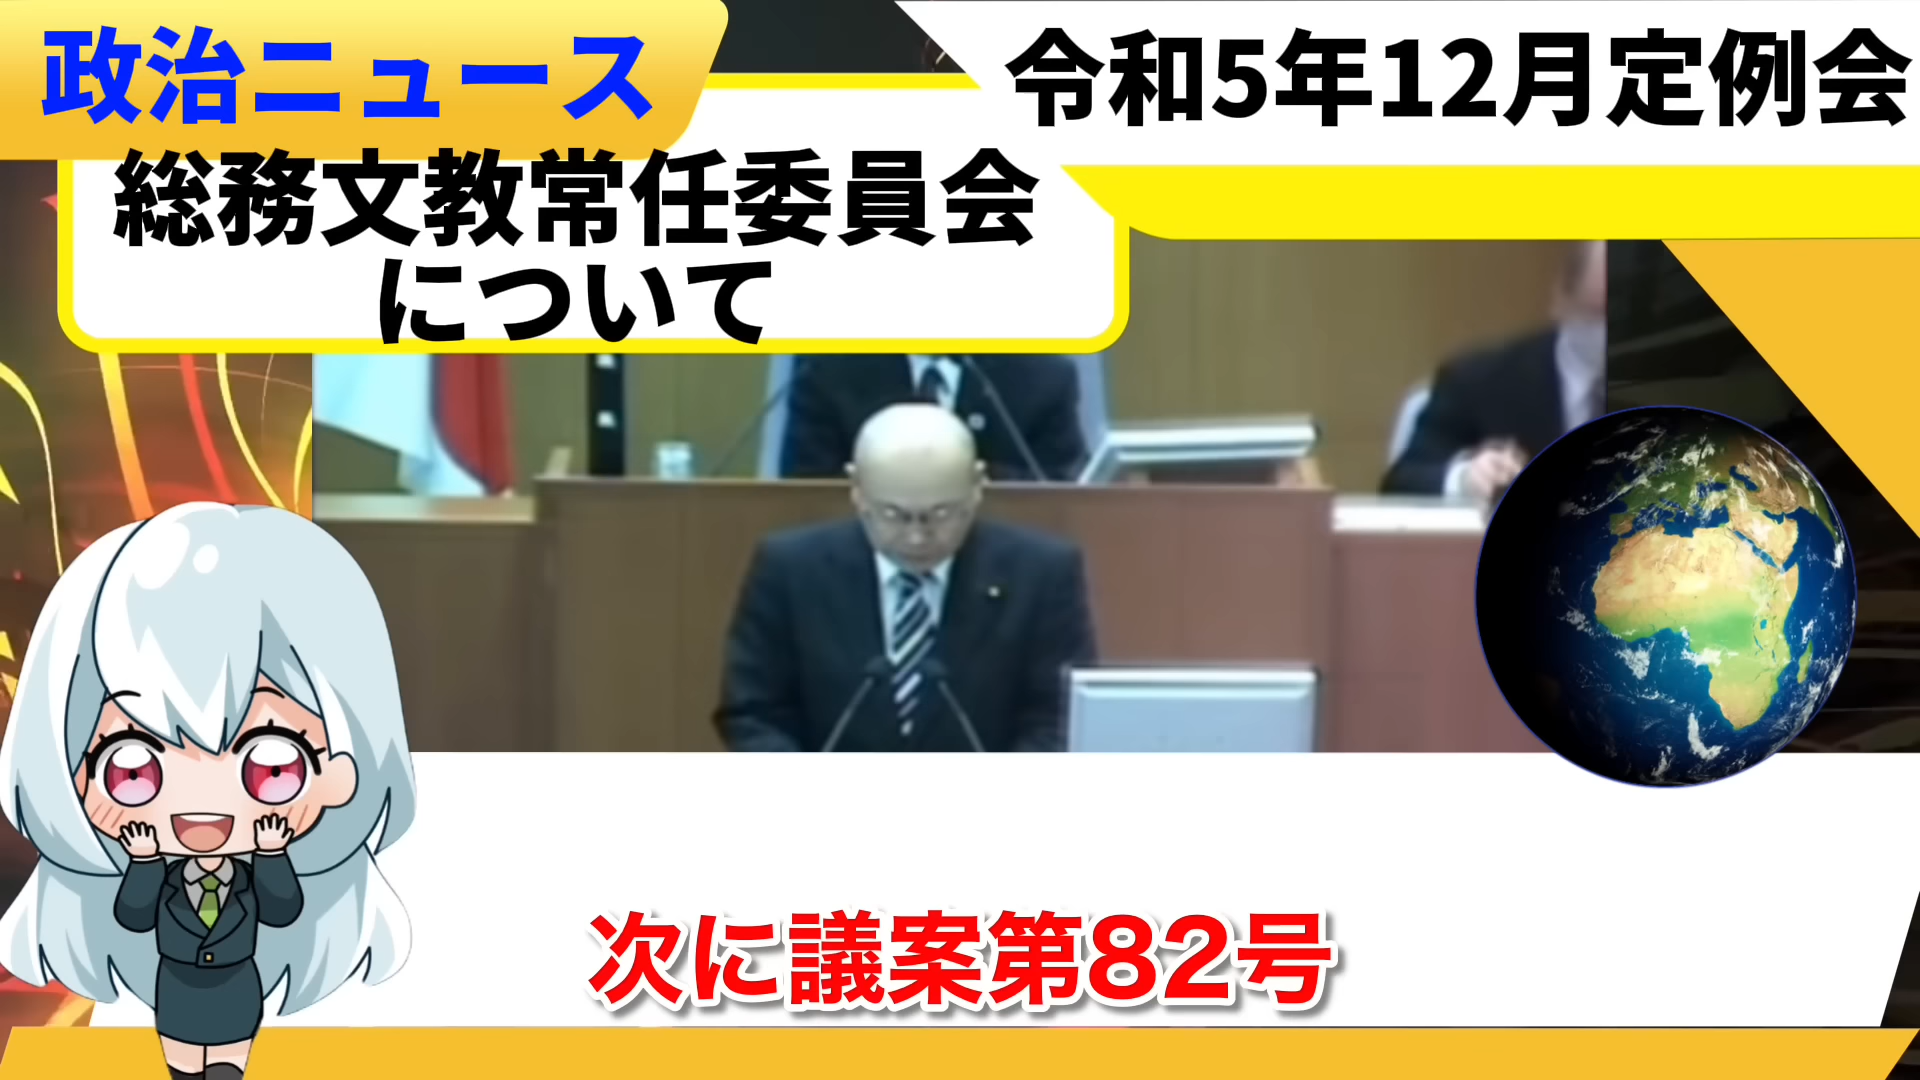 政治ニュース
令和5年12月定例会
総務文教常任委員会
について
次に議案第82号